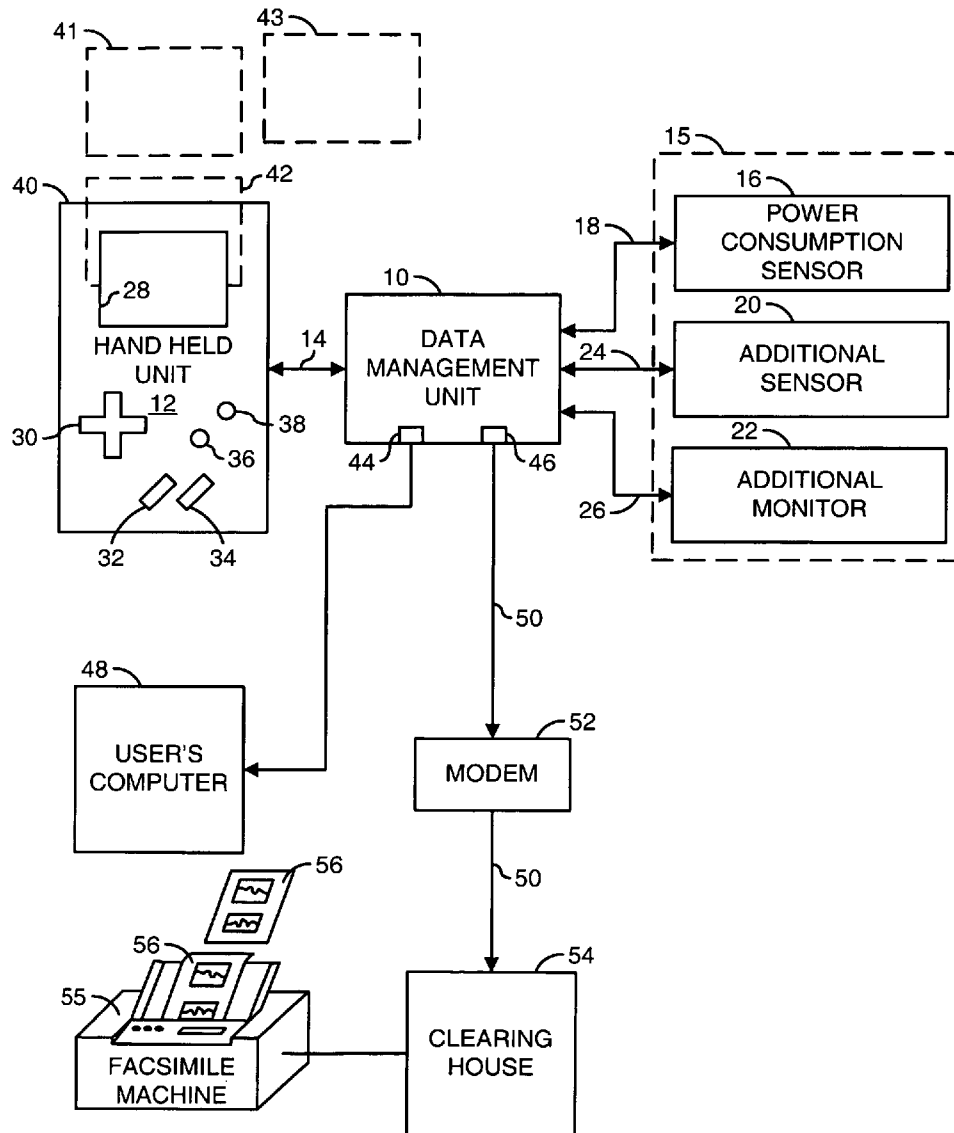 41
43
15
40
42
16
POWER
CONSUMPTION
SENSOR
18
10
28
20
HAND HELD
UNIT
12
14
DATA
MANAGEMENT
UNIT
24
ADDITIONAL
SENSOR
30
38
36
44
46
22
ADDITIONAL
MONITOR
26
32
34
50
48
USER'S
COMPUTER
52
MODEM
50
56
56
54
55
CLEARING
HOUSE
FACSIMILE
MACHINE